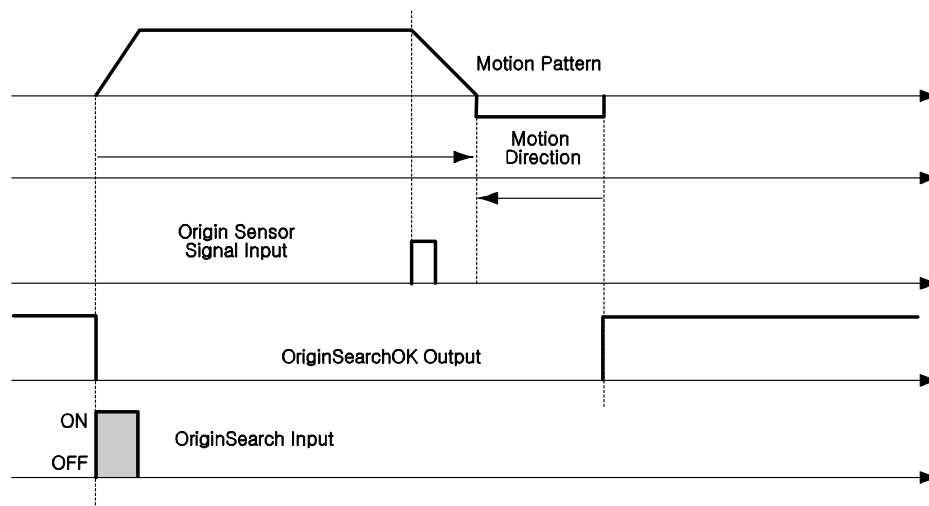 Motion Pattern
Motion
Direction
Origin Sensor
Signal Input
OriginSearchOK Output
ON
OriginSearch Input
OFF